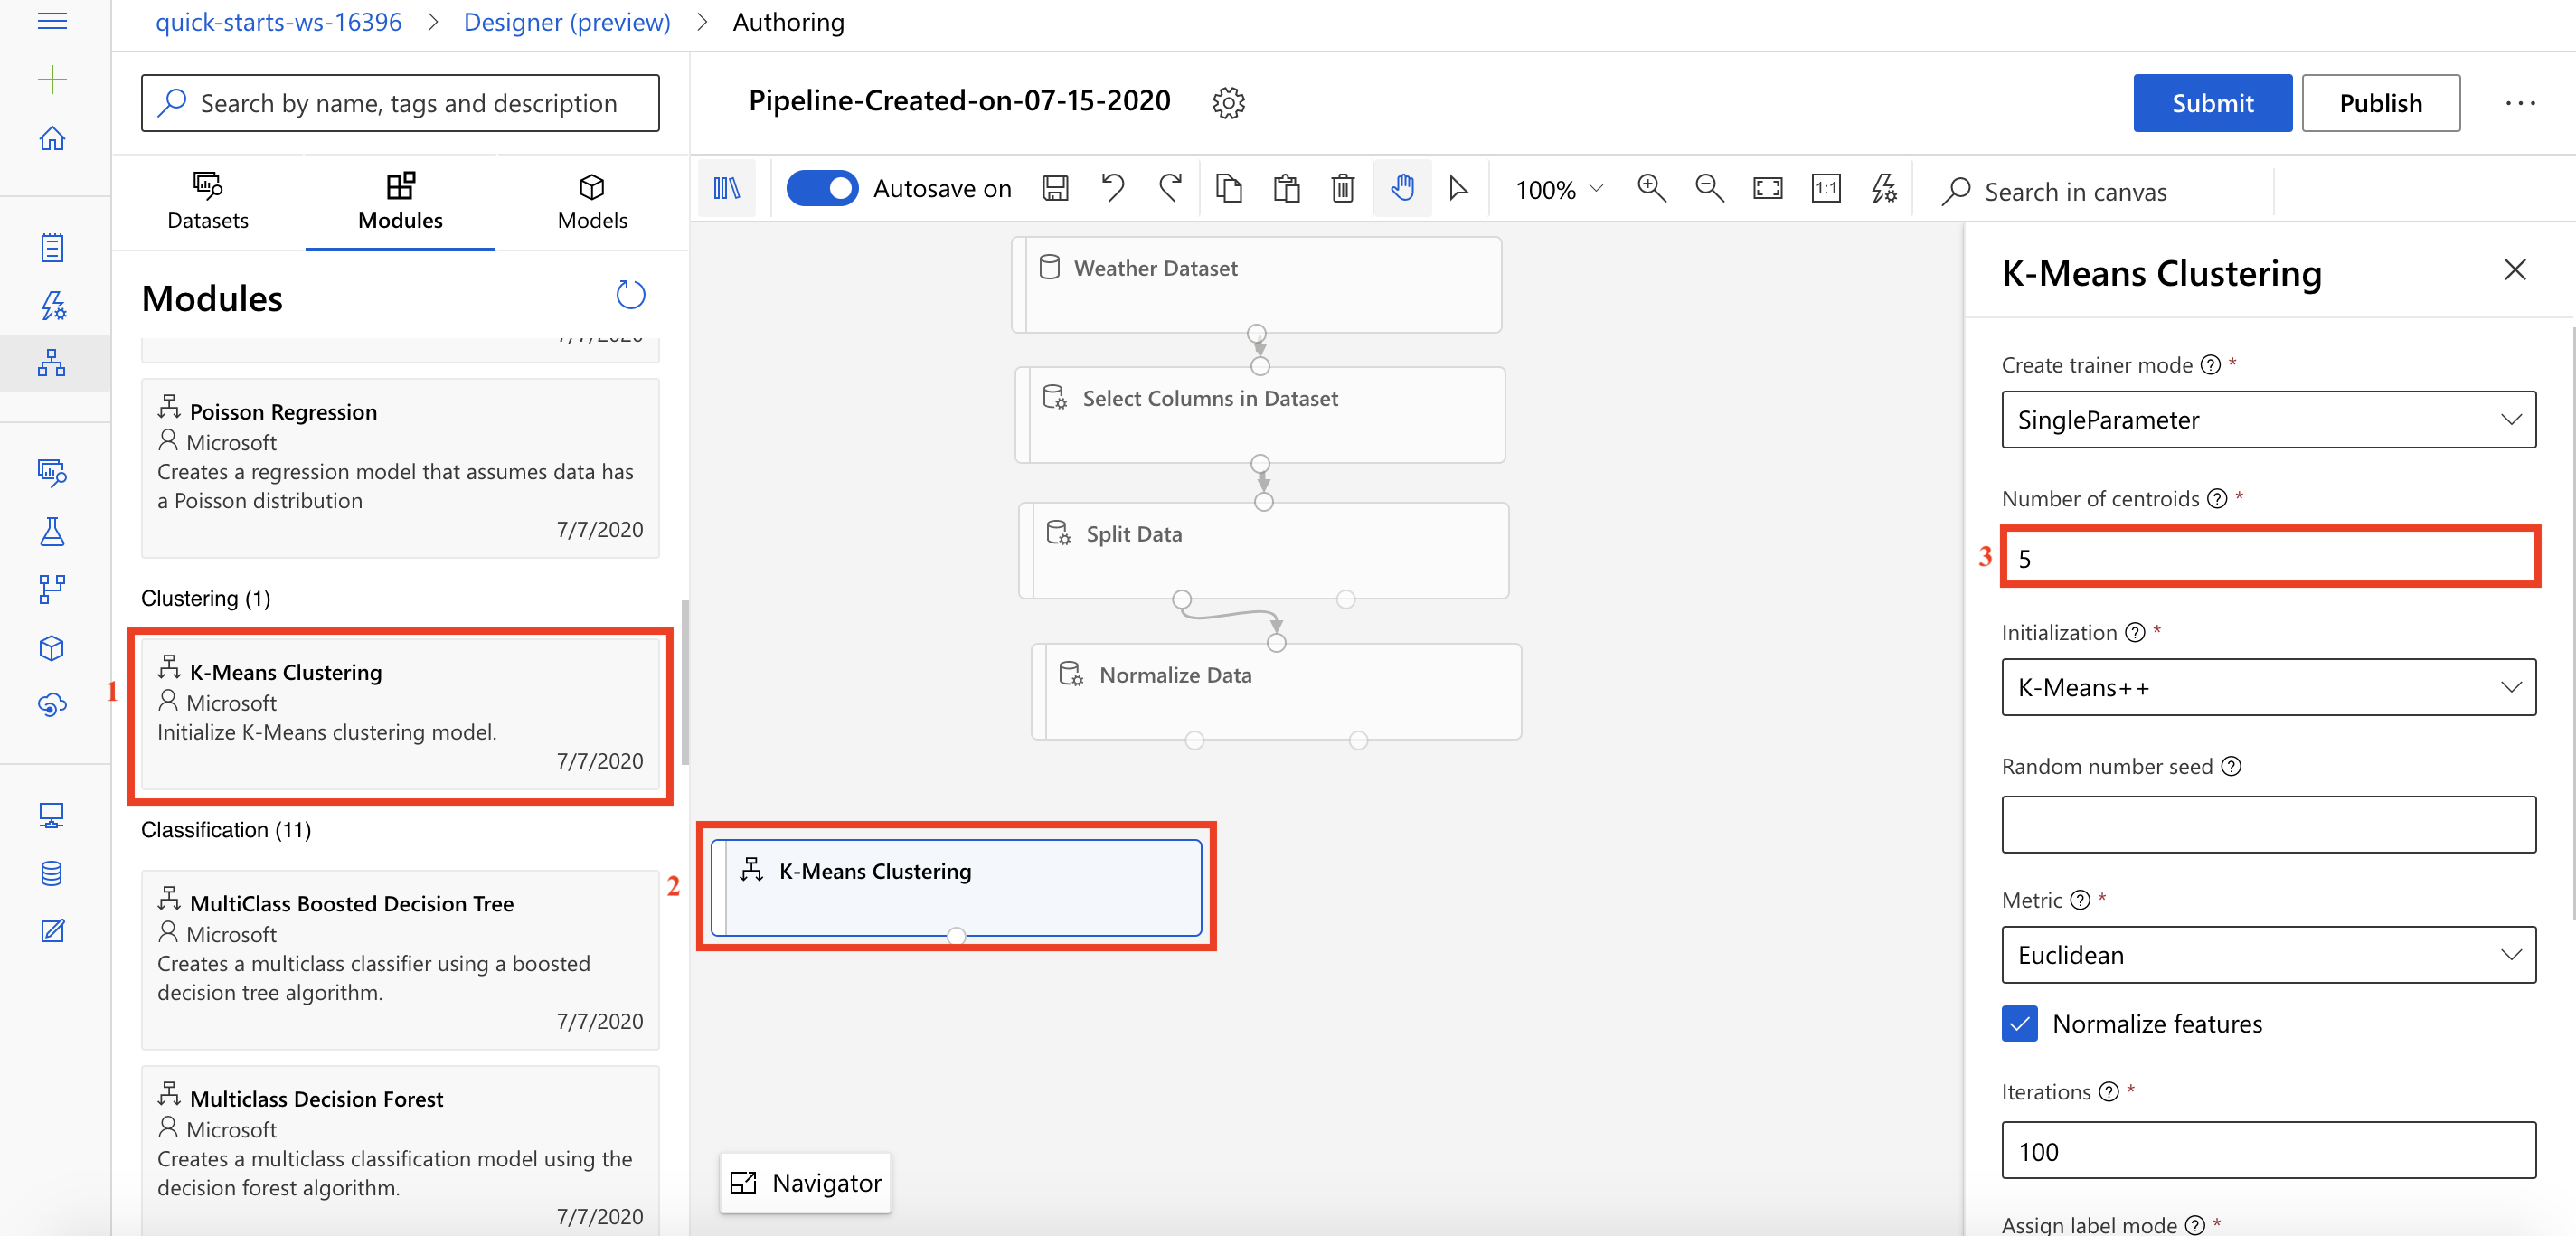 quick-starts-ws-16396 > Designer (preview) > Authoring
Search by name, tags and description
Datasets
Modules
Models
Modules
Poisson Regression
Microsoft
Creates a regression model that assumes data has
a Poisson distribution
7/7/2020
Clustering (1)
1
K-Means Clustering
Microsoft
Initialize K-Means clustering model.
7/7/2020
Classification (11)
MultiClass Boosted Decision Tree
Microsoft
Creates a multiclass classifier using a boosted
decision tree algorithm.
7/7/2020
Multiclass Decision Forest
Microsoft
Creates a multiclass classification model using the
decision forest algorithm.
7/7/2020
Pipeline-Created-on-07-15-2020
Submit
Publish
...
Autosave on
100%
1:1
Search in canvas
Weather Dataset
Select Columns in Dataset
Split Data
Normalize Data
2
K-Means Clustering
Navigator
K-Means Clustering
Create trainer mode ? *
SingleParameter
Number of centroids ? *
3
5
Initialization ? *
K-Means++
Random number seed ?
Metric ? *
Euclidean
Normalize features
Iterations ? *
100
Assign label mode ? *